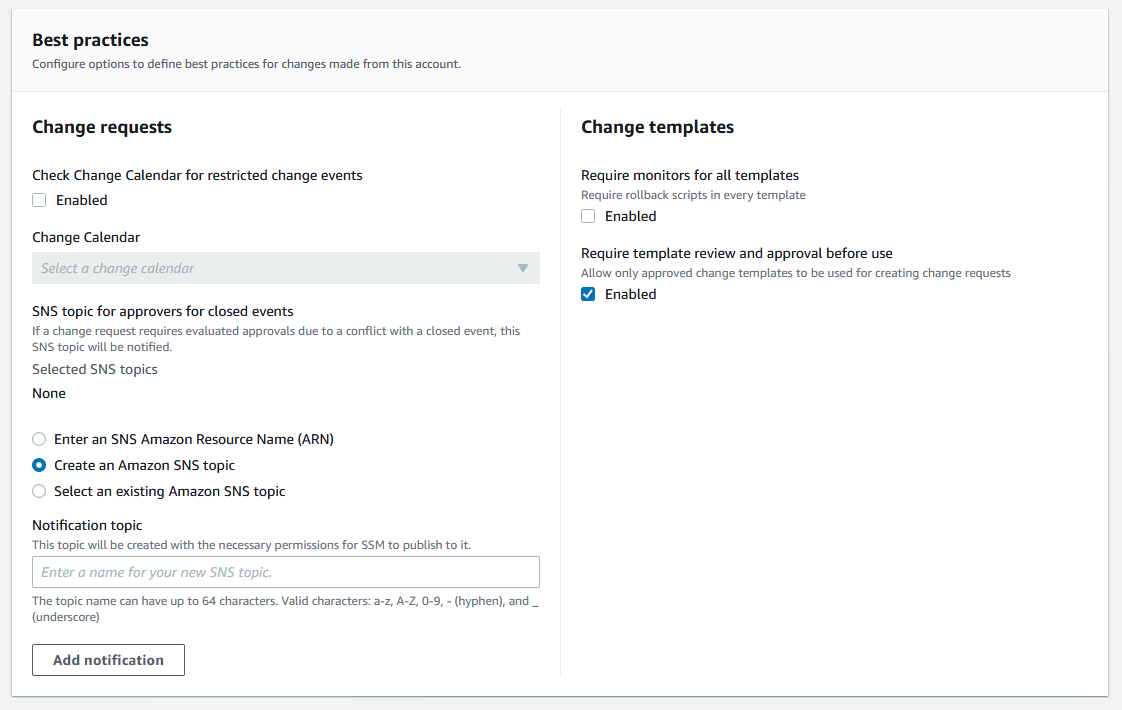 Best practices
Configure options to define best practices for changes made from this account.
Change requests
Check Change Calendar for restricted change events
Enabled
Change Calendar
Select a change calendar
SNS topic for approvers for closed events
If a change request requires evaluated approvals due to a conflict with a closed event, this
SNS topic will be notified.
Selected SNS topics
None
Enter an SNS Amazon Resource Name (ARN)
Create an Amazon SNS topic
Select an existing Amazon SNS topic
Notification topic
This topic will be created with the necessary permissions for SSM to publish to it.
Enter a name for your new SNS topic.
The topic name can have up to 64 characters. Valid characters: a-z, A-Z, 0-9, - (hyphen), and _
(underscore)
Add notification
Change templates
Require monitors for all templates
Require rollback scripts in every template
Enabled
Require template review and approval before use
Allow only approved change templates to be used for creating change requests
Enabled